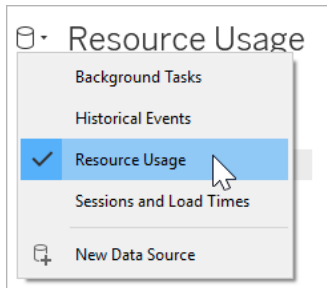 Resource Usage
Background Tasks
Historical Events
Resource Usage
Sessions and Load Times
New Data Source